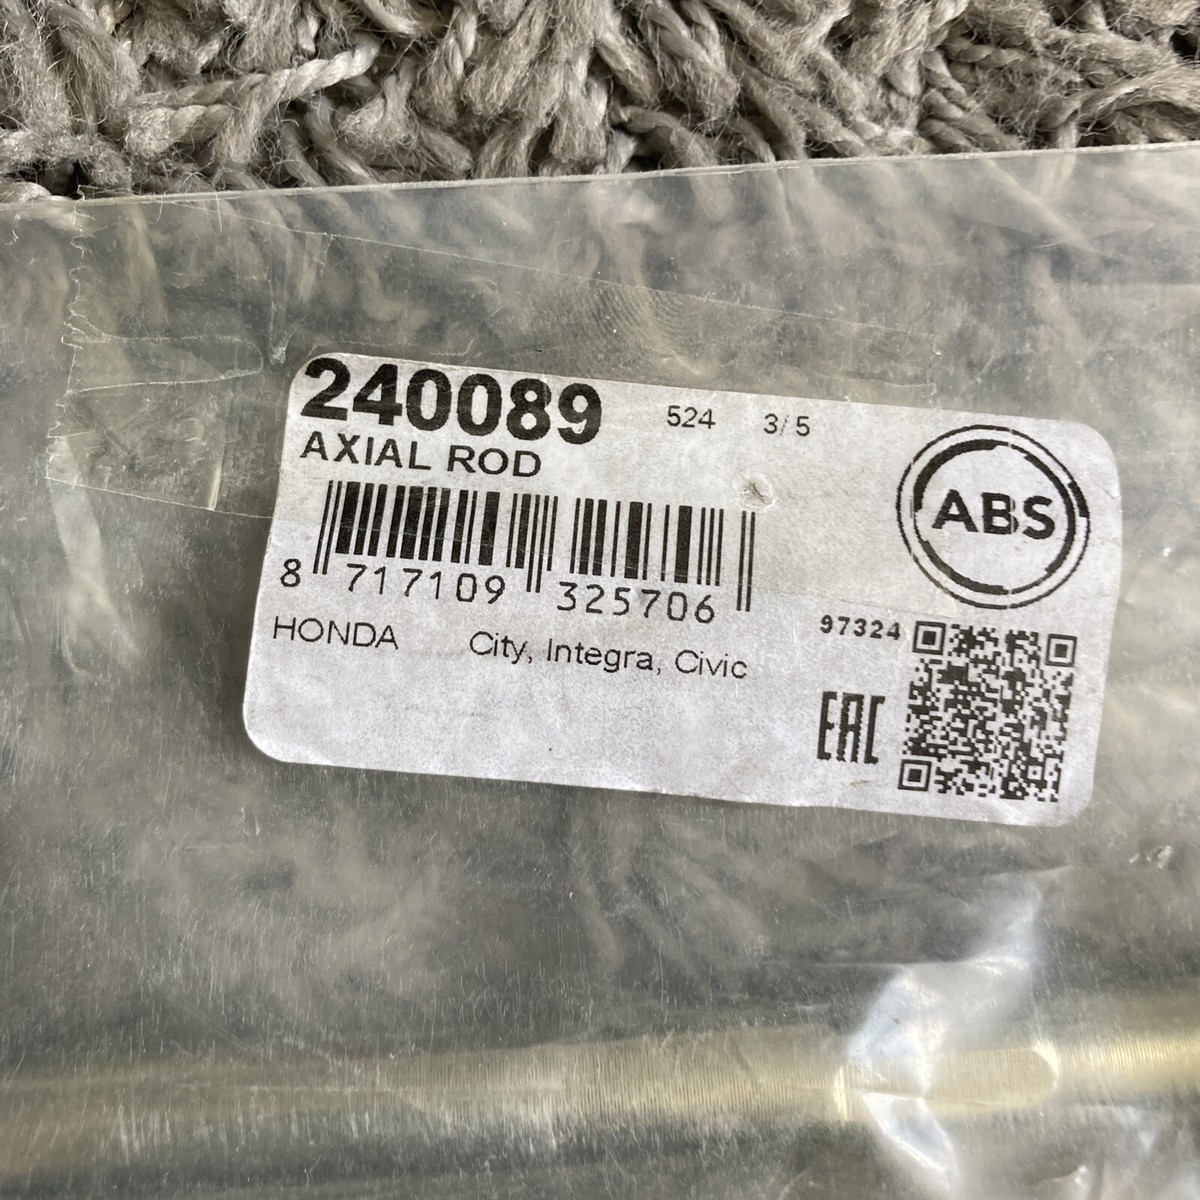 240089 524 3/5
AXIAL ROD
ABS
8 717109 325706
97324
HONDA City, Integra, Civic
EAC